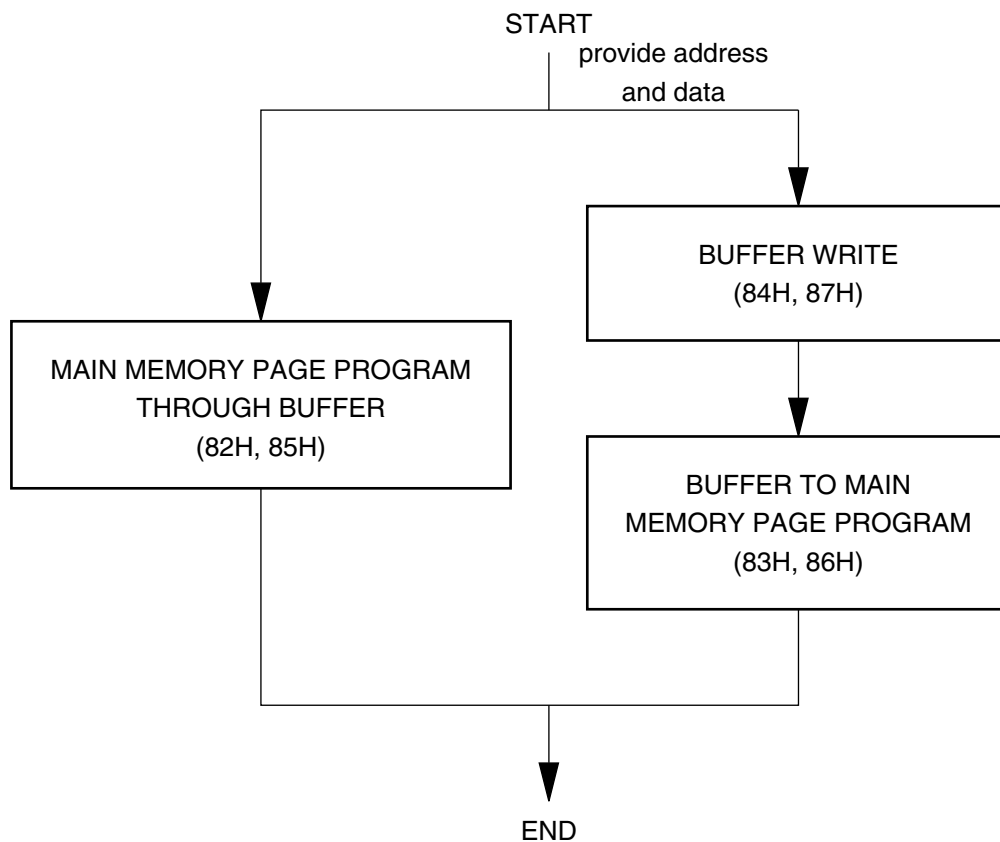 START
provide address
and data
BUFFER WRITE
(84H, 87H)
MAIN MEMORY PAGE PROGRAM
THROUGH BUFFER
(82H, 85H)
BUFFER TO MAIN
MEMORY PAGE PROGRAM
(83H, 86H)
END